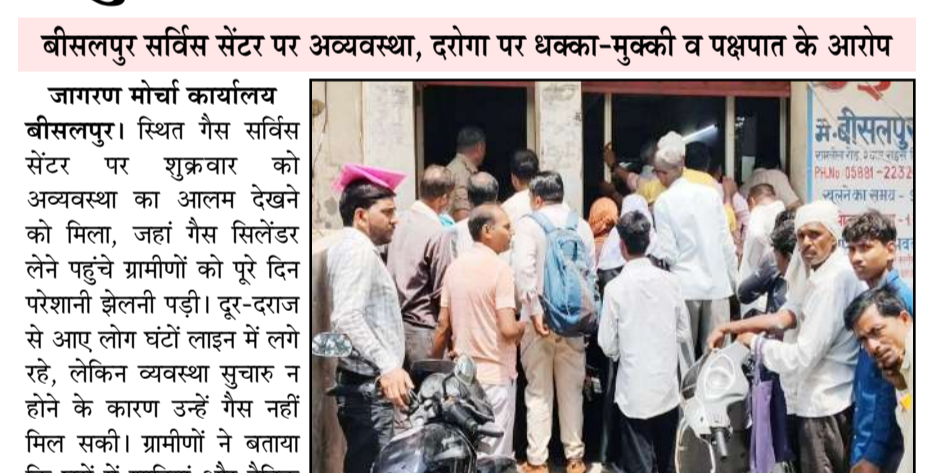 बीसलपुर सर्विस सेंटर पर अव्यवस्था, दरोगा पर धक्का-मुक्की व पक्षपात के आरोप
जागरण मोर्चा कार्यालय
बीसलपुर। स्थित गैस सर्विस
सेंटर पर शुक्रवार को
अव्यवस्था का आलम देखने
को मिला, जहां गैस सिलेंडर
लेने पहुंचे ग्रामीणों को पूरे दिन
परेशानी झेलनी पड़ी। दूर-दराज
से आए लोग घंटों लाइन में लगे
रहे, लेकिन व्यवस्था सुचारु न
होने के कारण उन्हें गैस नहीं
मिल सकी। ग्रामीणों ने बताया
मै.बीसलपुर
PH.No 05881-2232
खुलने का समय -